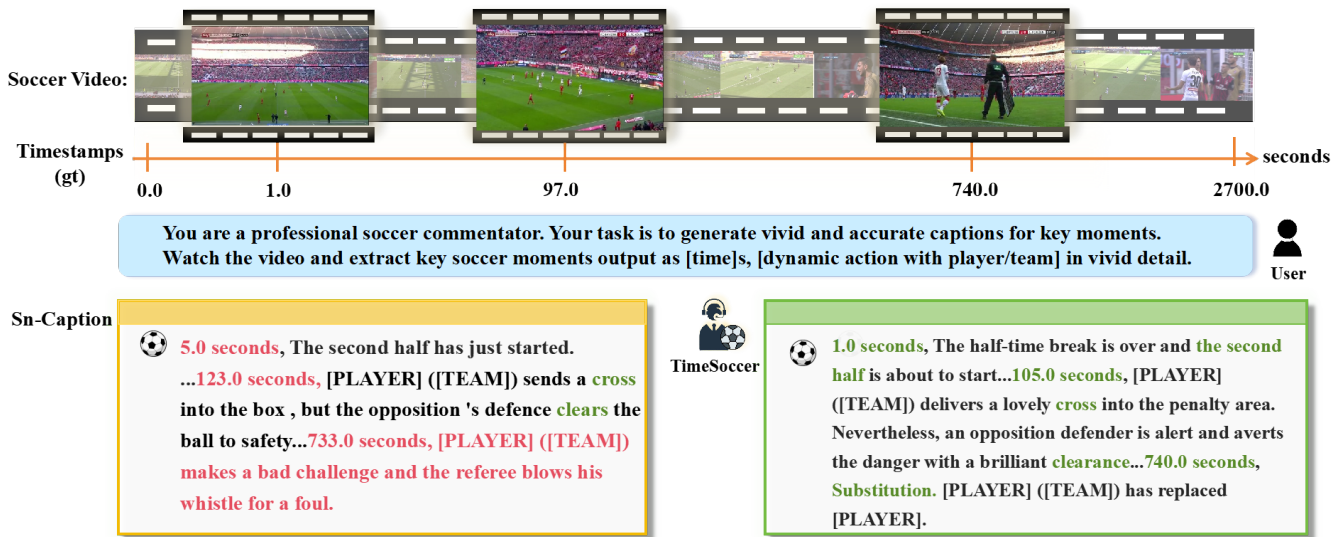 Soccer Video:
Timestamps
(gt)
seconds
0.0
1.0
97.0
740.0
2700.0
You are a professional soccer commentator. Your task is to generate vivid and accurate captions for key moments.
Watch the video and extract key soccer moments output as [time]s, [dynamic action with player/team] in vivid detail.
User
Sn-Caption
5.0 seconds, The second half has just started.
...123.0 seconds, [PLAYER] ([TEAM]) sends a cross
into the box , but the opposition 's defence clears the
ball to safety...733.0 seconds, [PLAYER] ([TEAM])
makes a bad challenge and the referee blows his
whistle for a foul.
TimeSoccer
1.0 seconds, The half-time break is over and the second
half is about to start...105.0 seconds, [PLAYER]
([TEAM]) delivers a lovely cross into the penalty area.
Nevertheless, an opposition defender is alert and averts
the danger with a brilliant clearance...740.0 seconds,
Substitution. [PLAYER] ([TEAM]) has replaced
[PLAYER].